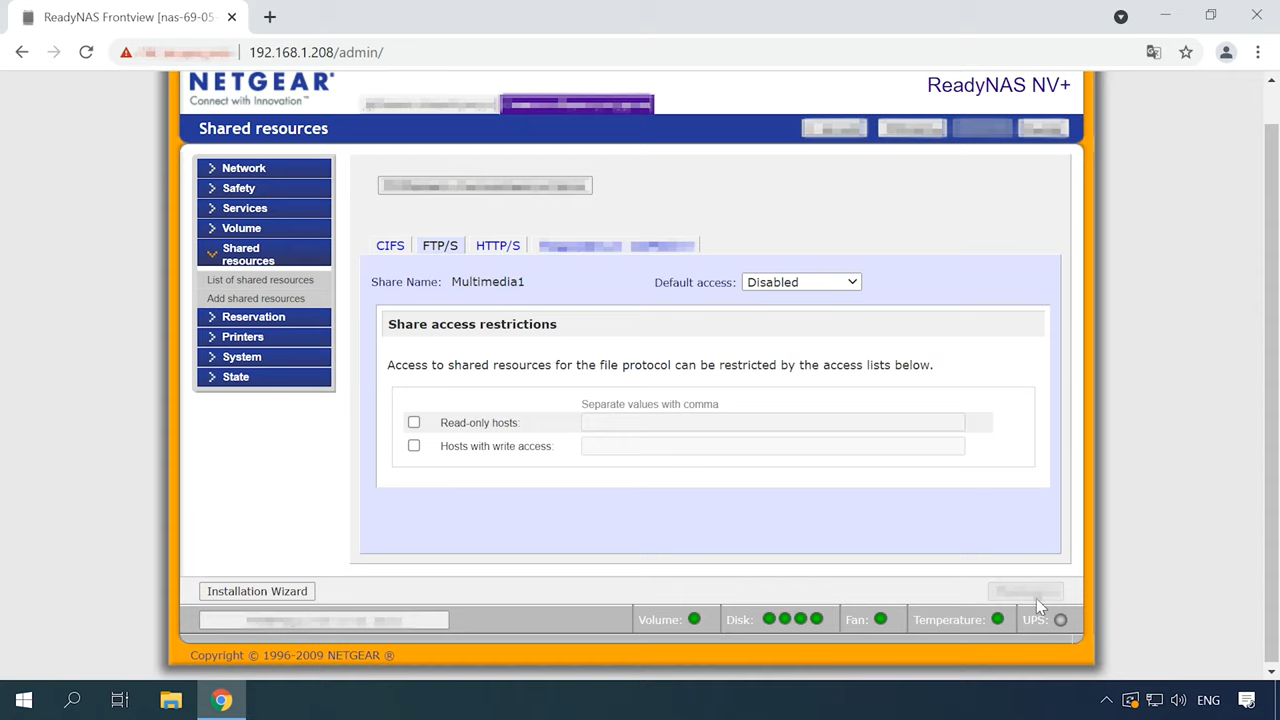 ReadyNAS Frontview [nas-69-05-
192.168.1.208/admin/
NETGEAR®
Connect with Innovation™
ReadyNAS NV+
Shared resources
Network
Safety
Services
Volume
Shared
resources
List of shared resources
Add shared resources
Reservation
Printers
System
State
CIFS
FTP/S
HTTP/S
Share Name: Multimedia1
Default access: Disabled
Share access restrictions
Access to shared resources for the file protocol can be restricted by the access lists below.
Separate values with comma
Read-only hosts:
Hosts with write access:
Installation Wizard
Volume:
Disk:
Fan:
Temperature:
UPS:
Copyright © 1996-2009 NETGEAR ®
ENG